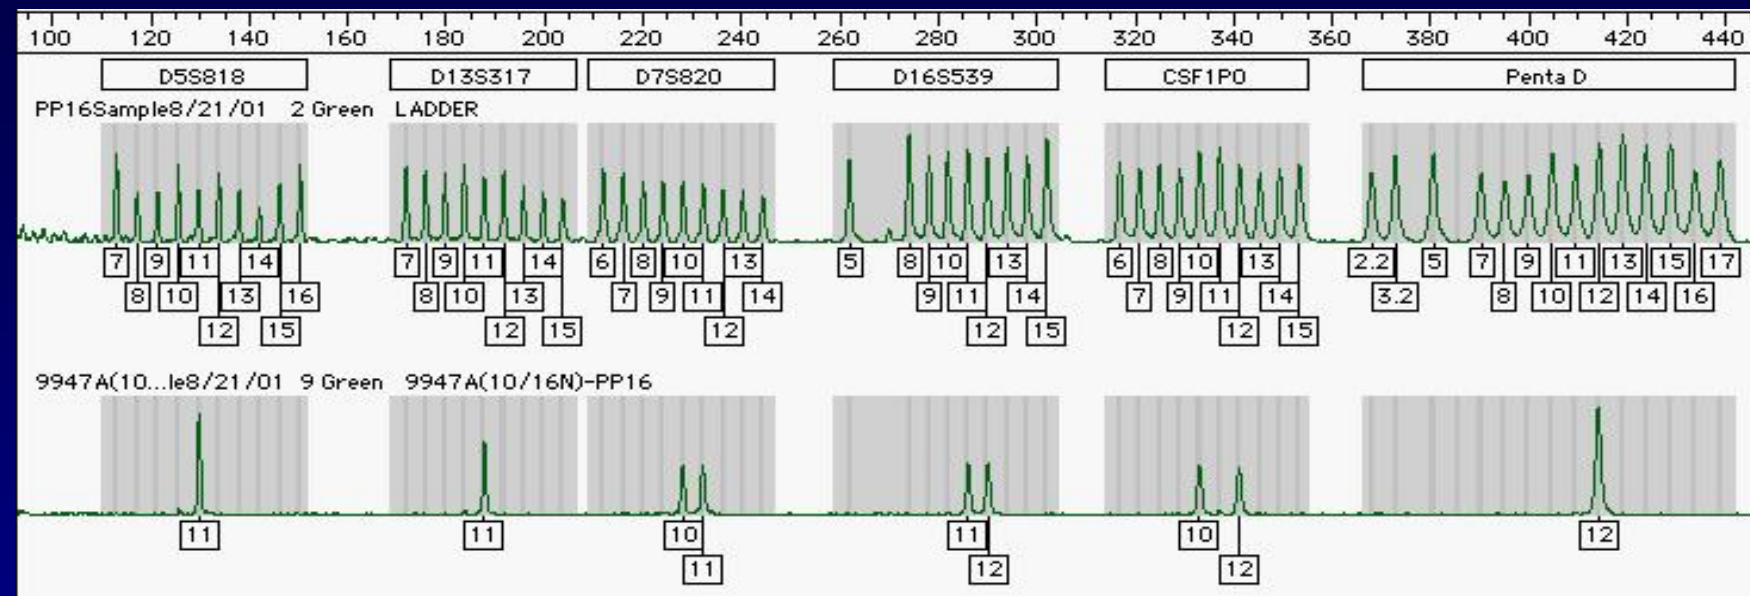 100 120 140 160 180 200 220 240 260 280 300 320 340 360 380 400 420 440
D5S818 D13S317 D7S820 D16S539 CSF1PO Penta D
PP16Sample8/21/01 2 Green LADDER
7 9 11 14 7 9 11 14 6 8 10 13 5 8 10 13 6 8 10 13 2.2 5 7 9 11 13 15 17
8 10 13 16 8 10 13 7 9 11 14 9 11 14 7 9 11 14 3.2 8 10 12 14 16
12 15 12 15 12 12 15 12 15
9947A(10...le8/21/01 9 Green 9947A(10/16N)-PP16
11 11 10 11 10 12
11 12 12